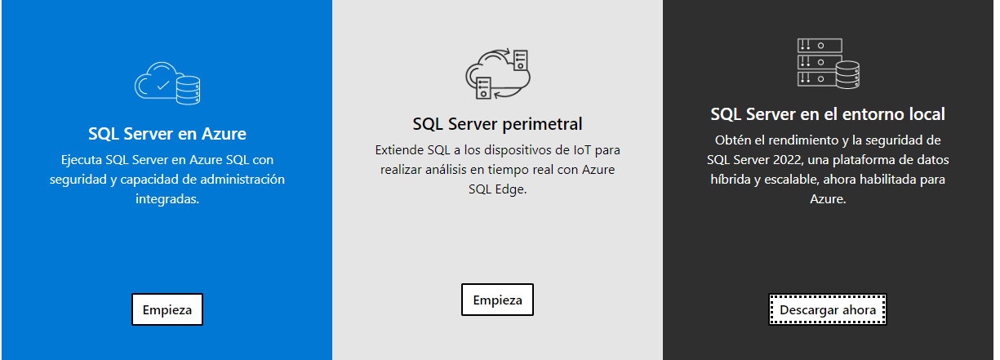 SQL Server en Azure
Ejecuta SQL Server en Azure SQL con
seguridad y capacidad de administración
integradas.
Empieza
SQL Server perimetral
Extiende SQL a los dispositivos de IoT para
realizar análisis en tiempo real con Azure
SQL Edge.
Empieza
SQL Server en el entorno local
Obtén el rendimiento y la seguridad de
SQL Server 2022, una plataforma de datos
híbrida y escalable, ahora habilitada para
Azure.
Descargar ahora